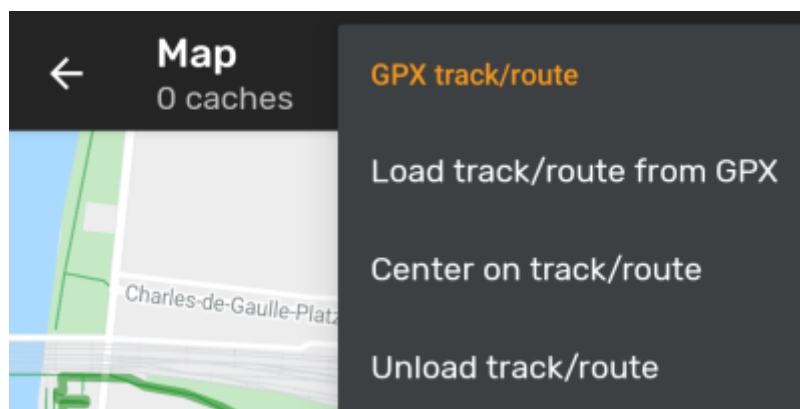 Map
0 caches
GPX track/route
Load track/route from GPX
Center on track/route
Unload track/route
Charles-de-Gaulle-Platz